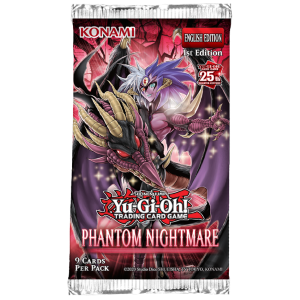 KONAMI
ENGLISH EDITION
1st Edition
25th
Yu-Gi-Oh!
TRADING CARD GAME
PHANTOM NIGHTMARE
9 CARDS
PER PACK